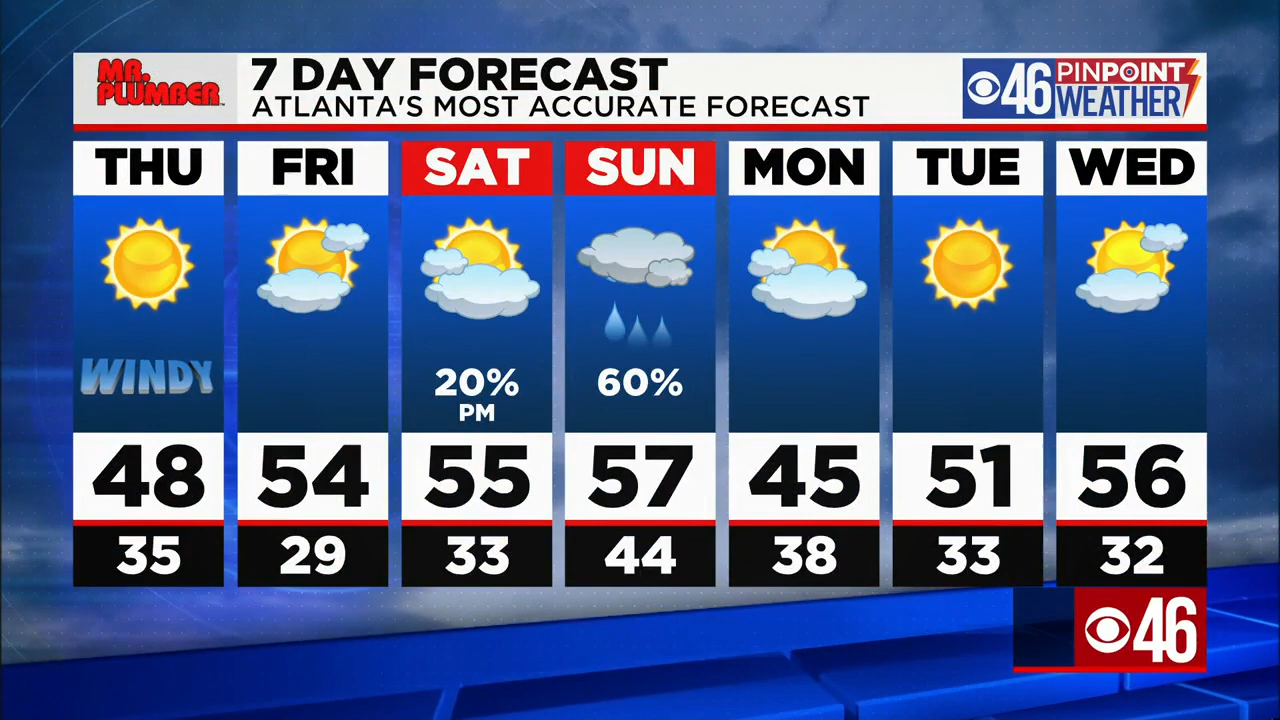 MR. PLUMBER
7 DAY FORECAST
ATLANTA'S MOST ACCURATE FORECAST
46 PINPOINT WEATHER
THU FRI SAT SUN MON TUE WED
WINDY
20% 60%
PM
48 54 55 57 45 51 56
35 29 33 44 38 33 32
46